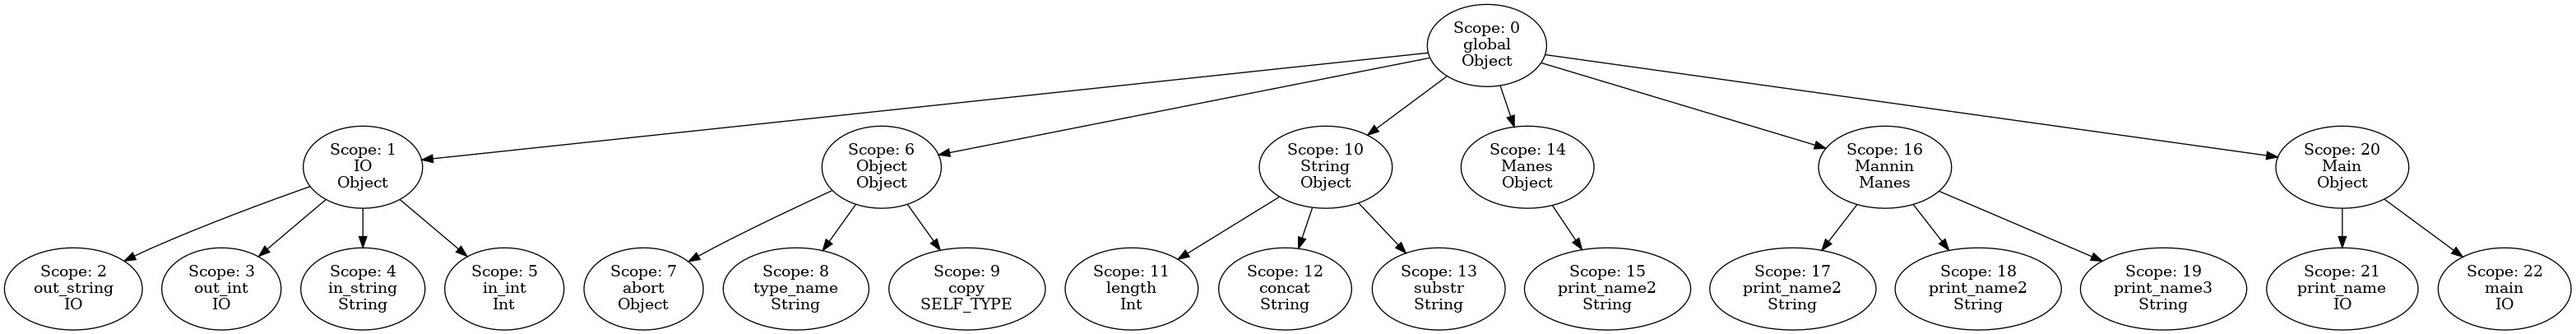 Scope: 0
global
Object
Scope: 1
IO
Object
Scope: 6
Object
Object
Scope: 10
String
Object
Scope: 14
Manes
Object
Scope: 16
Mannin
Manes
Scope: 20
Main
Object
Scope: 2
out_string
IO
Scope: 3
out_int
IO
Scope: 4
in_string
String
Scope: 5
in_int
Int
Scope: 7
abort
Object
Scope: 8
type_name
String
Scope: 9
copy
SELF_TYPE
Scope: 11
length
Int
Scope: 12
concat
String
Scope: 13
substr
String
Scope: 15
print_name2
String
Scope: 17
print_name2
String
Scope: 18
print_name2
String
Scope: 19
print_name3
String
Scope: 21
print_name
IO
Scope: 22
main
IO